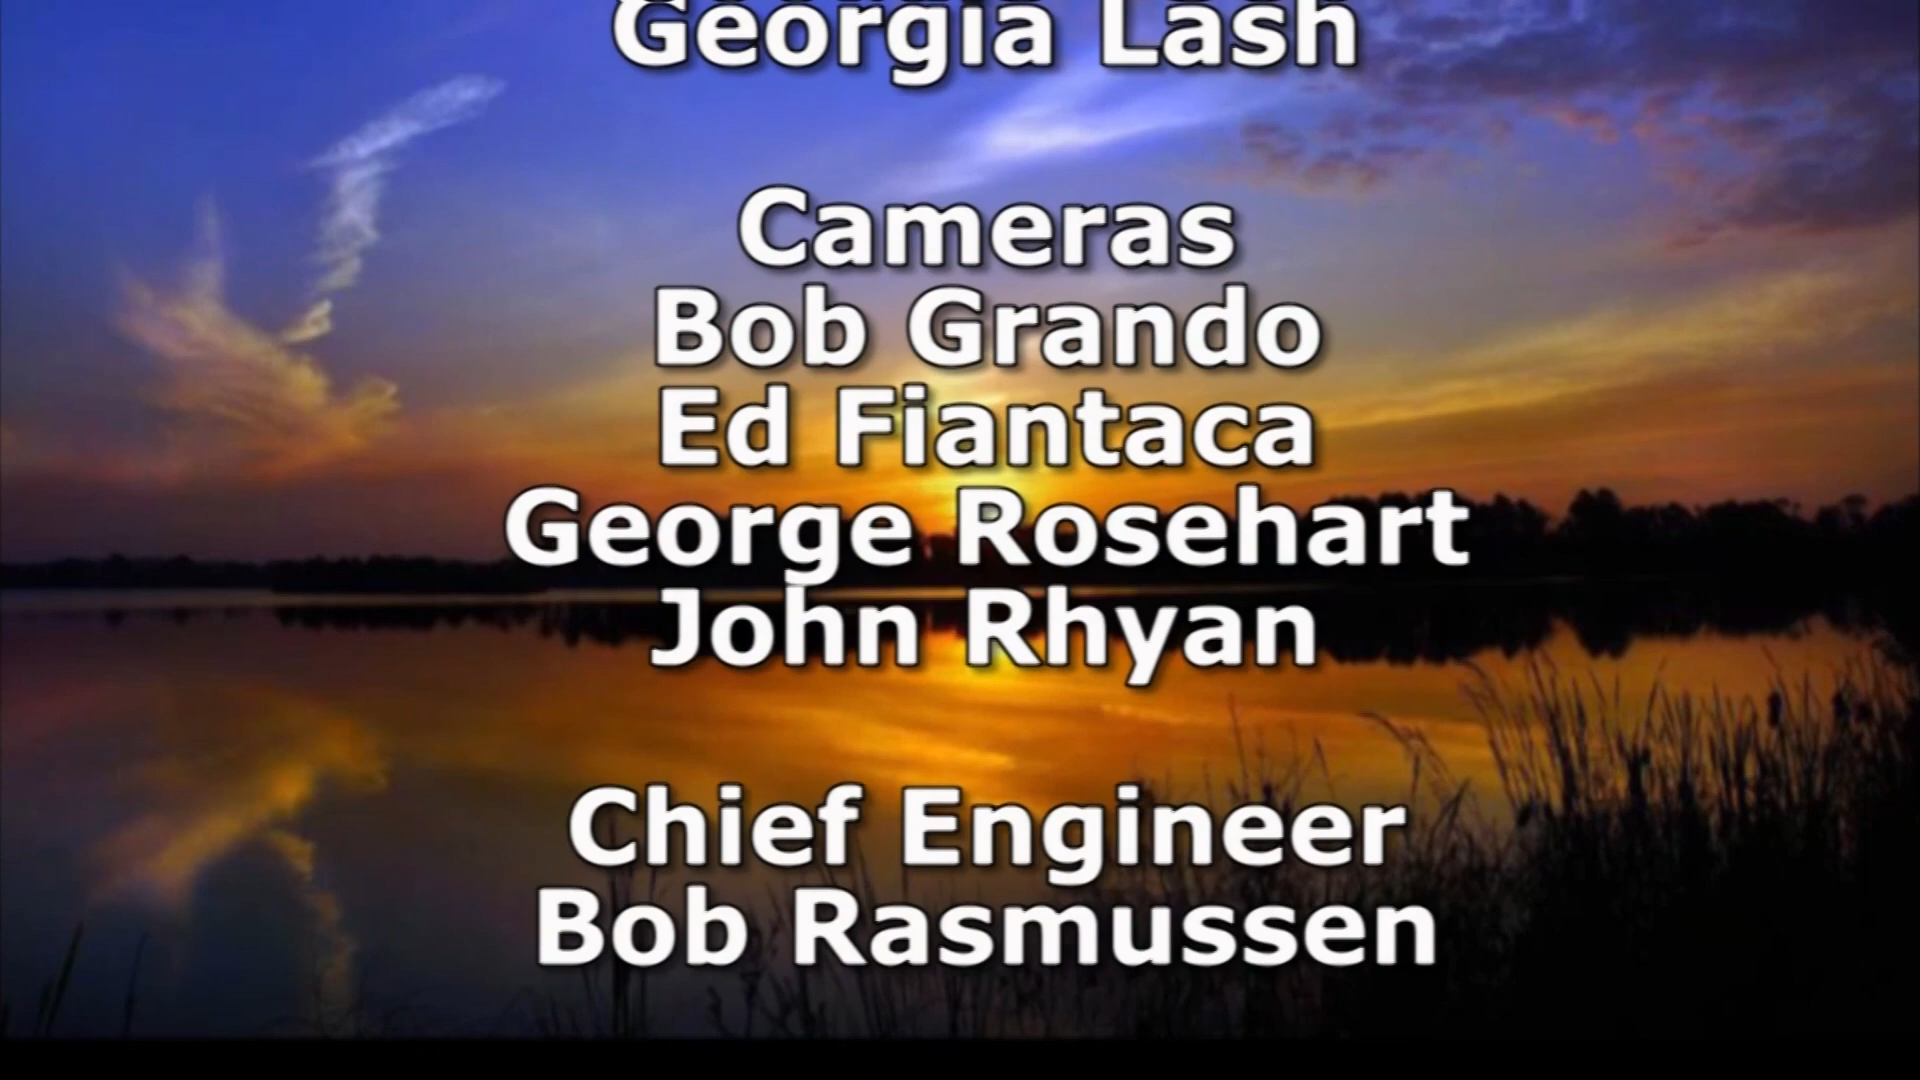 Georgia Lash
Cameras
Bob Grando
Ed Fiantaca
George Rosehart
John Rhyan
Chief Engineer
Bob Rasmussen